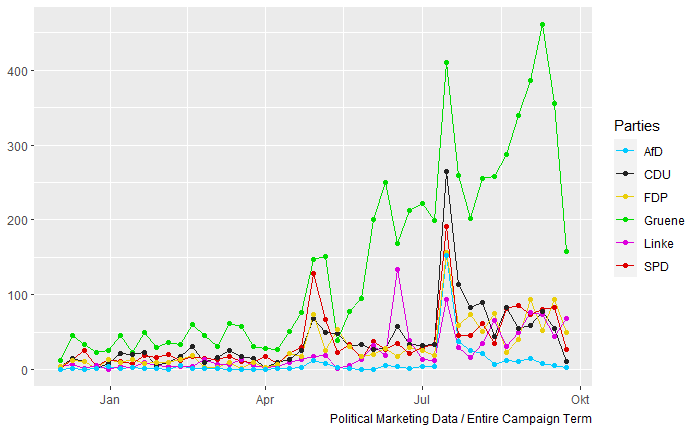 400
300
200
100
0
Jan
Apr
Jul
Okt
Political Marketing Data / Entire Campaign Term
Parties
AfD
CDU
FDP
Gruene
Linke
SPD